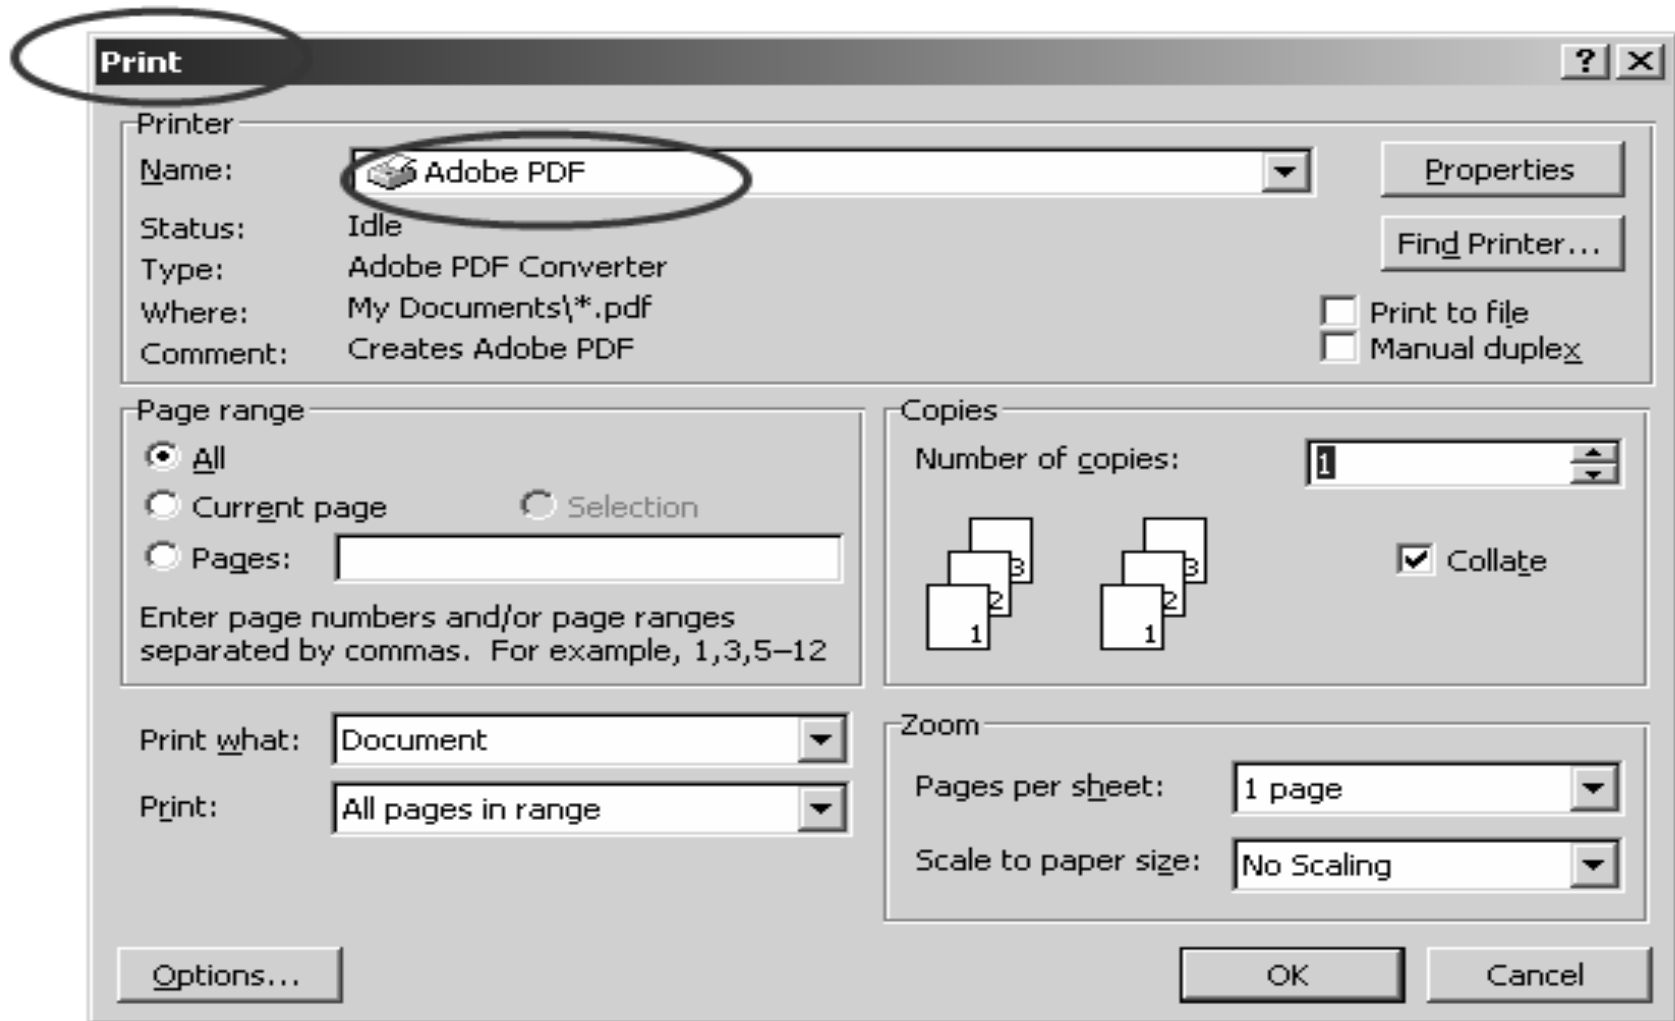 Print
?
Printer
Name:
Adobe PDF
Properties
Status:
Idle
Find Printer...
Type:
Adobe PDF Converter
Where:
My Documents\*.pdf
Print to file
Comment:
Creates Adobe PDF
Manual duplex
Page range
All
Current page
Selection
Pages:
Enter page numbers and/or page ranges
separated by commas. For example, 1,3,5–12
Copies
Number of copies:
1
3
2
1
3
2
1
Collate
Print what:
Document
Print:
All pages in range
Zoom
Pages per sheet:
1 page
Scale to paper size:
No Scaling
Options...
OK
Cancel